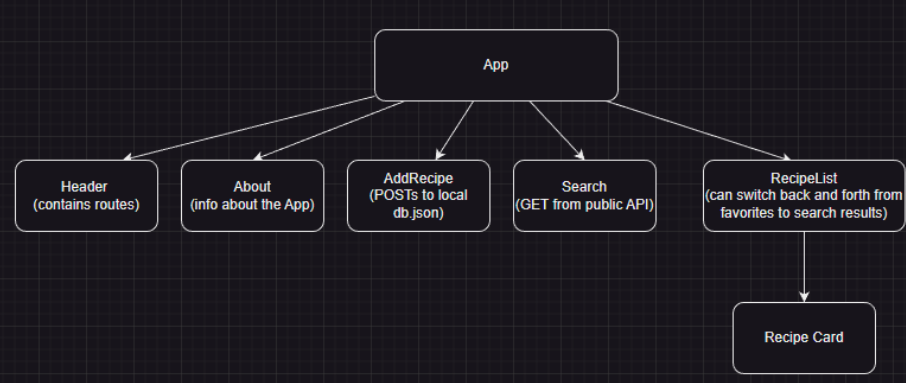 App
Header
(contains routes)
About
(info about the App)
AddRecipe
(POSTs to local
db.json)
Search
(GET from public API)
RecipeList
(can switch back and forth from
favorites to search results)
Recipe Card